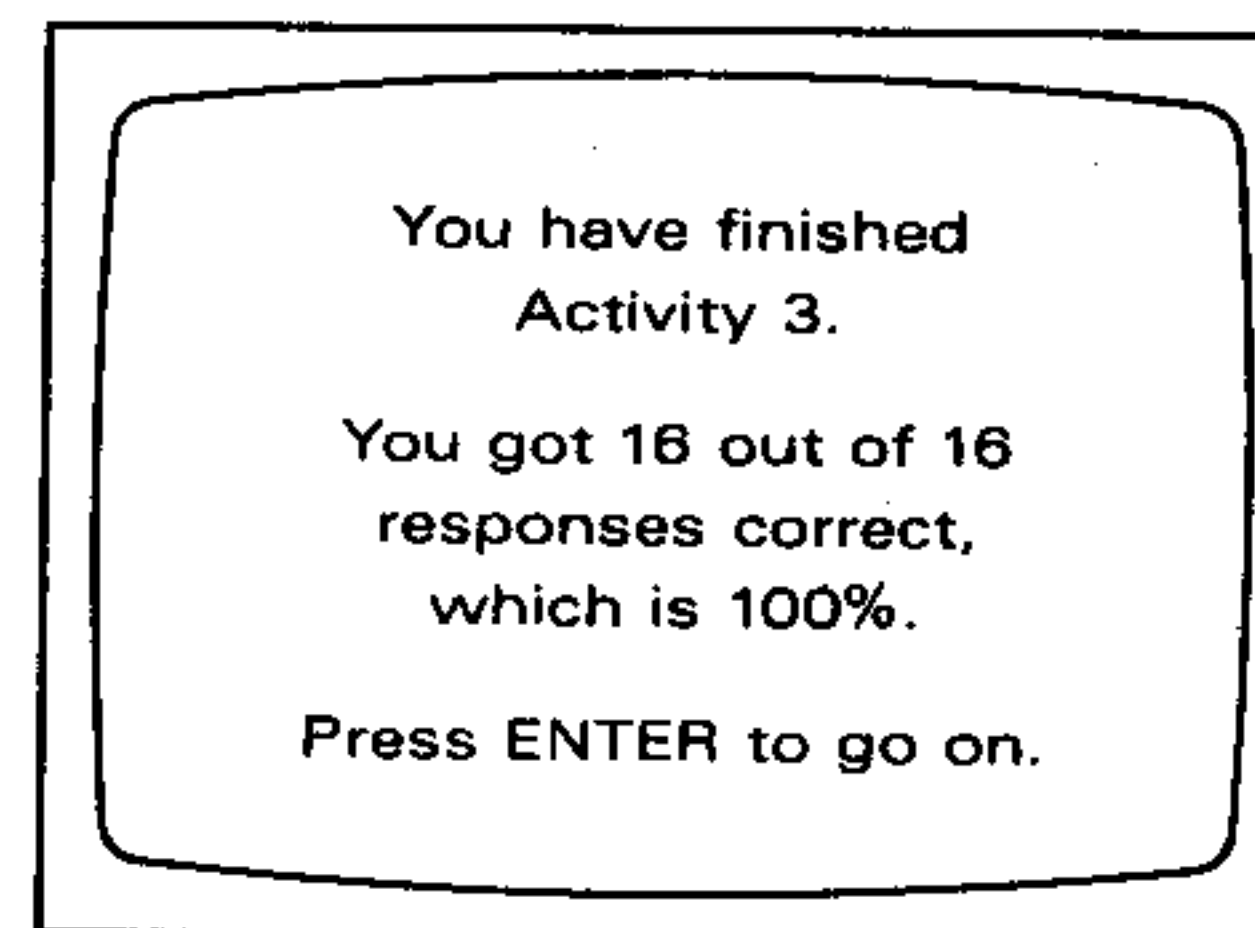 You have finished
Activity 3.
You got 16 out of 16
responses correct,
which is 100%.
Press ENTER to go on.